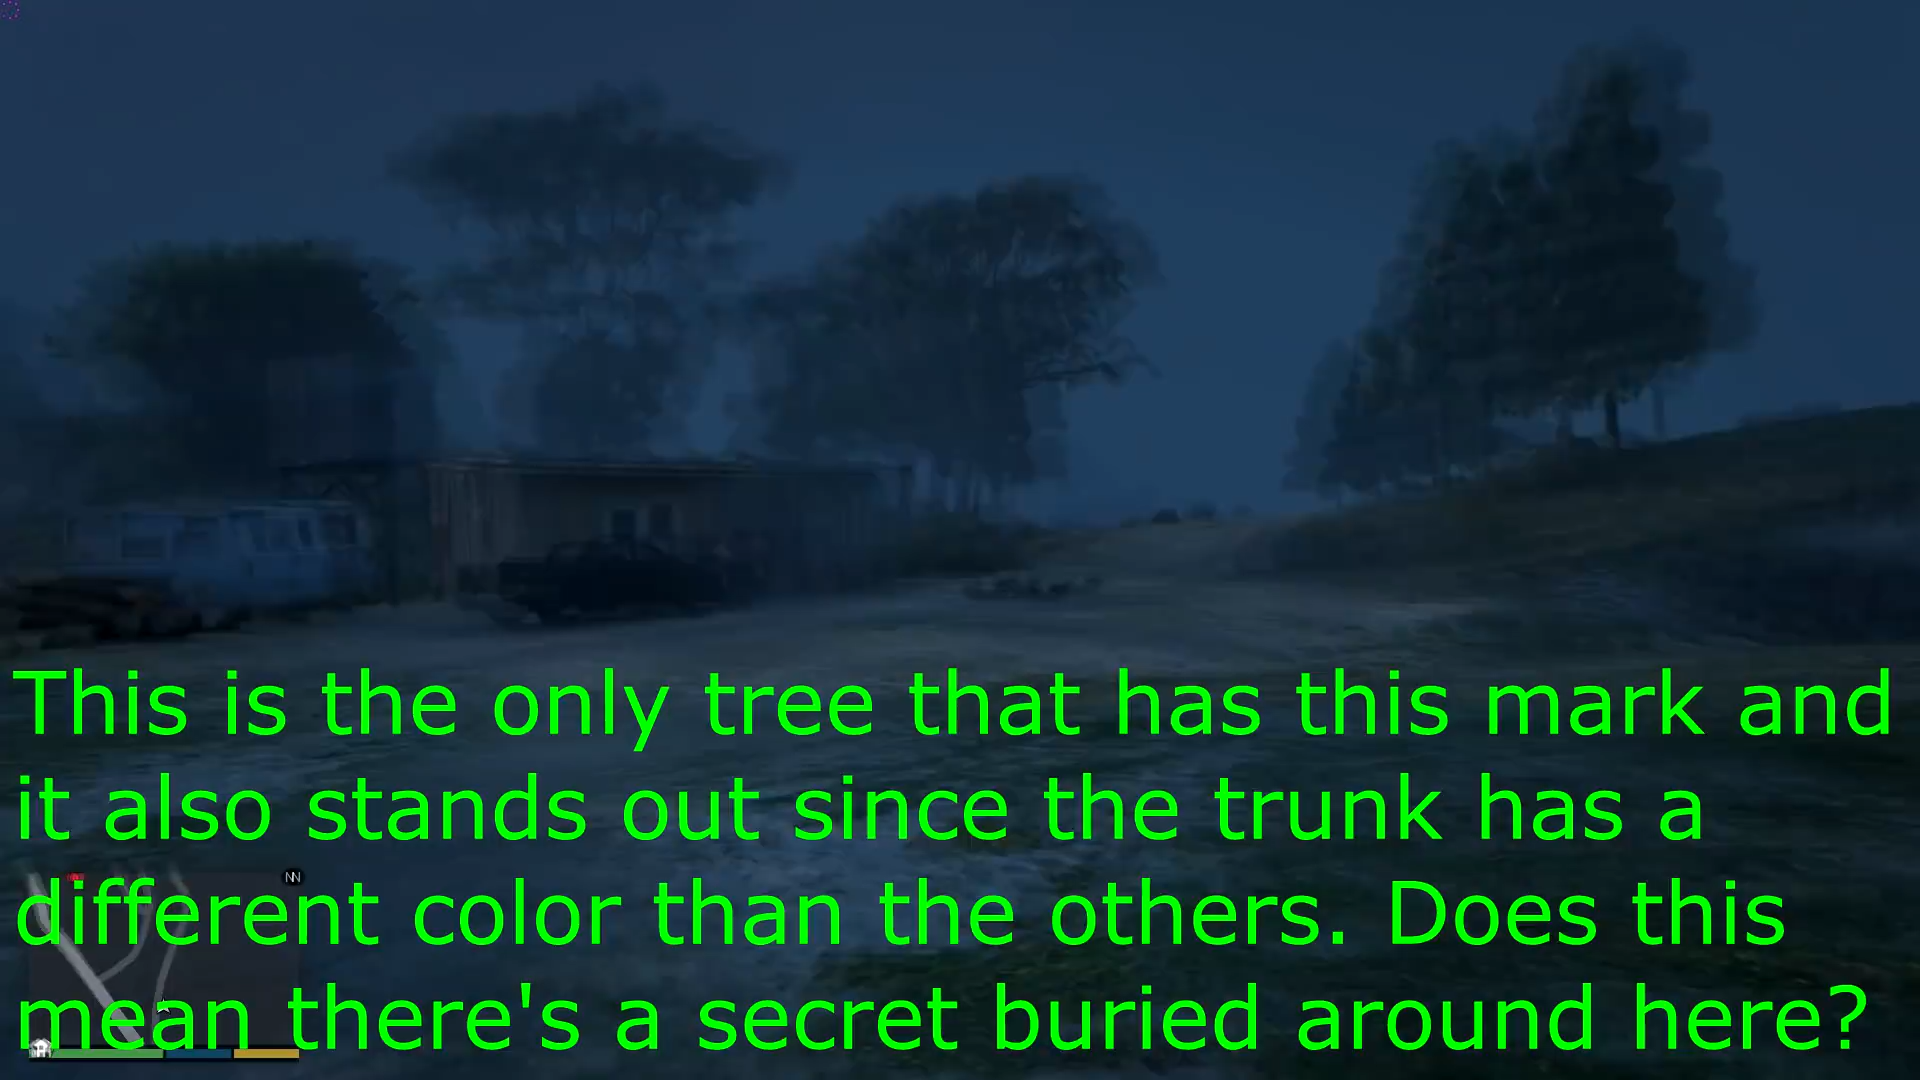 This is the only tree that has this mark and
it also stands out since the trunk has a
different color than the others. Does this
mean there's a secret buried around here?